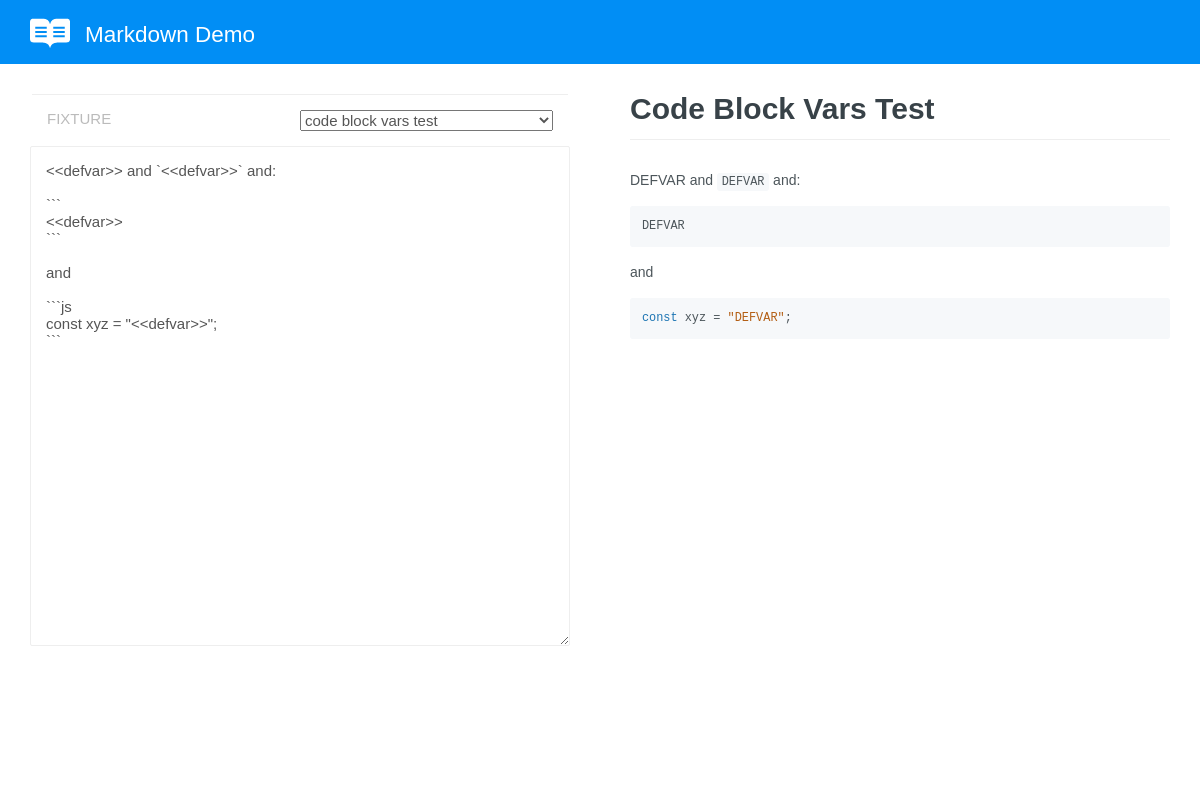 Markdown Demo
FIXTURE
code block vars test
<<defvar>> and `<<defvar>>` and:
```
<<defvar>>
```
and
```js
const xyz = "<<defvar>>";
```
Code Block Vars Test
DEFVAR and DEFVAR and:
DEFVAR
and
const xyz = "DEFVAR";